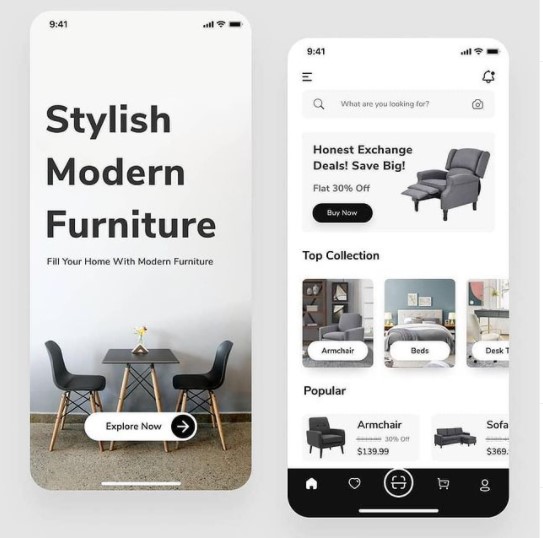 9:41
Stylish
Modern
Furniture
Fill Your Home With Modern Furniture
Explore Now
9:41
What are you looking for?
Honest Exchange
Deals! Save Big!
Flat 30% Off
Buy Now
Top Collection
Armchair
Beds
Desk T
Popular
Armchair
30% Off
$139.99
Sofa
$369.